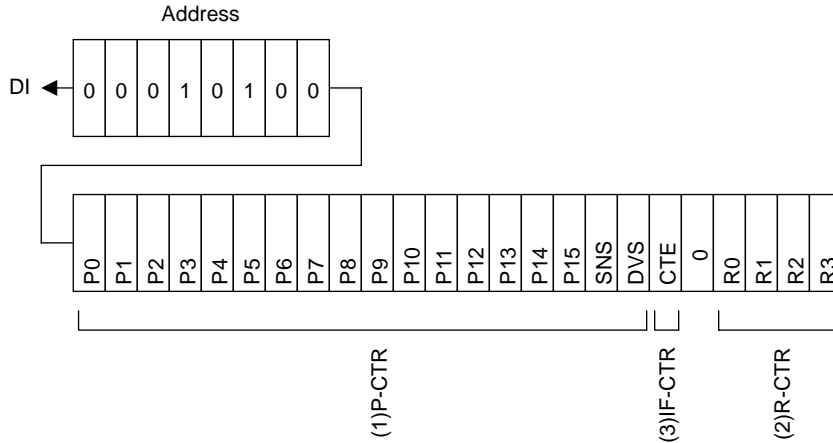 Address
DI 0 0 0 1 0 1 0 0
P0 P1 P2 P3 P4 P5 P6 P7 P8 P9 P10 P11 P12 P13 P14 P15 SNS DVS CTE 0 R0 R1 R2 R3
(1)P-CTR (3)IF-CTR (2)R-CTR